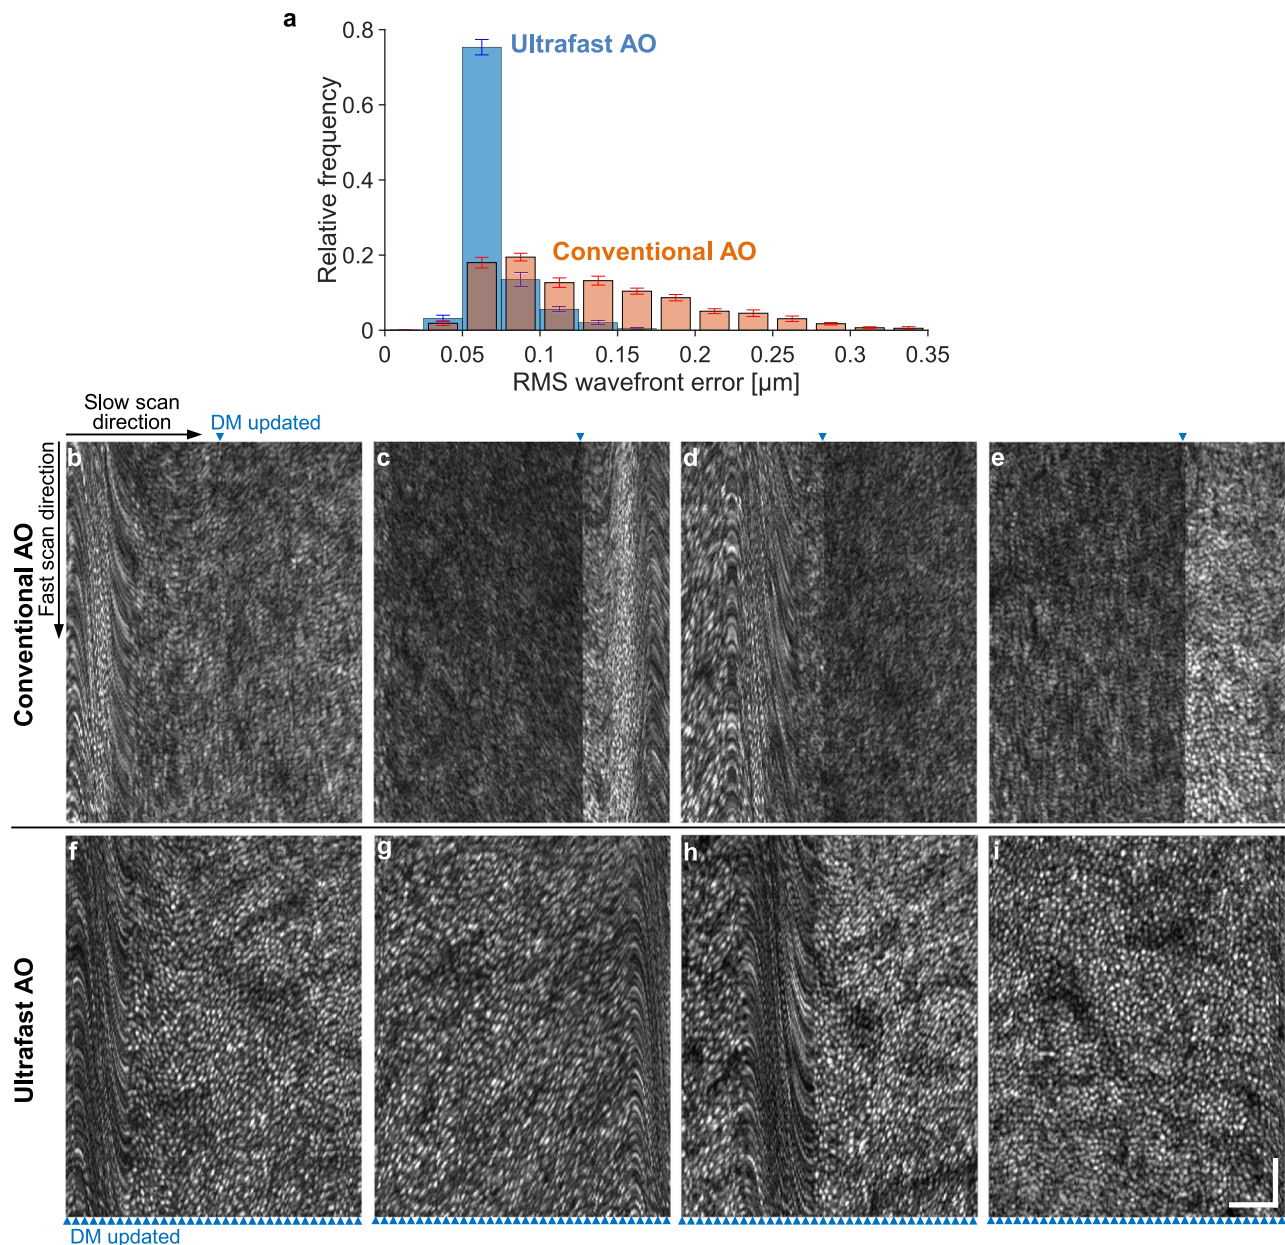 a
0.8
0.6
0.4
0.2
0
Relative frequency
Ultrafast AO
Conventional AO
0 0.05 0.1 0.15 0.2 0.25 0.3 0.35
RMS wavefront error [µm]
Slow scan
direction
DM updated
Fast scan direction
Conventional AO
b c d e
Ultrafast AO
f g h i
DM updated